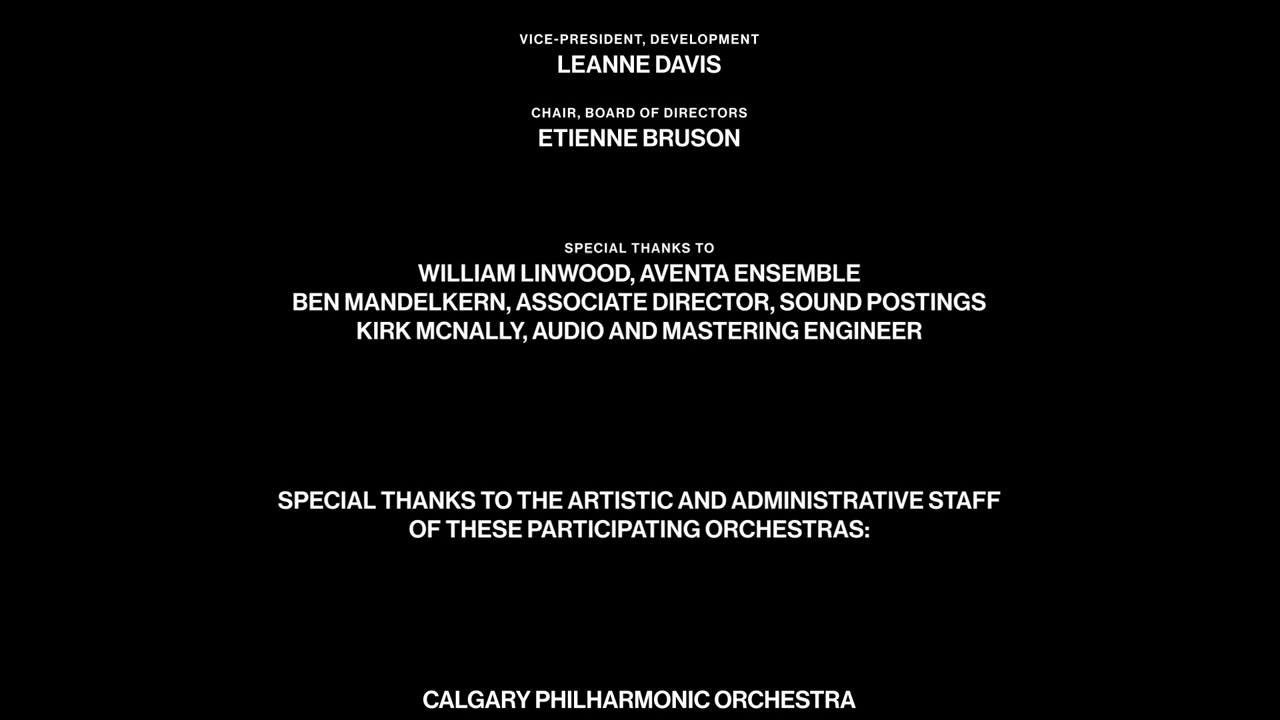 VICE-PRESIDENT, DEVELOPMENT
LEANNE DAVIS
CHAIR, BOARD OF DIRECTORS
ETIENNE BRUSON
SPECIAL THANKS TO
WILLIAM LINWOOD, AVENTA ENSEMBLE
BEN MANDELKERN, ASSOCIATE DIRECTOR, SOUND POSTINGS
KIRK MCNALLY, AUDIO AND MASTERING ENGINEER
SPECIAL THANKS TO THE ARTISTIC AND ADMINISTRATIVE STAFF
OF THESE PARTICIPATING ORCHESTRAS:
CALGARY PHILHARMONIC ORCHESTRA